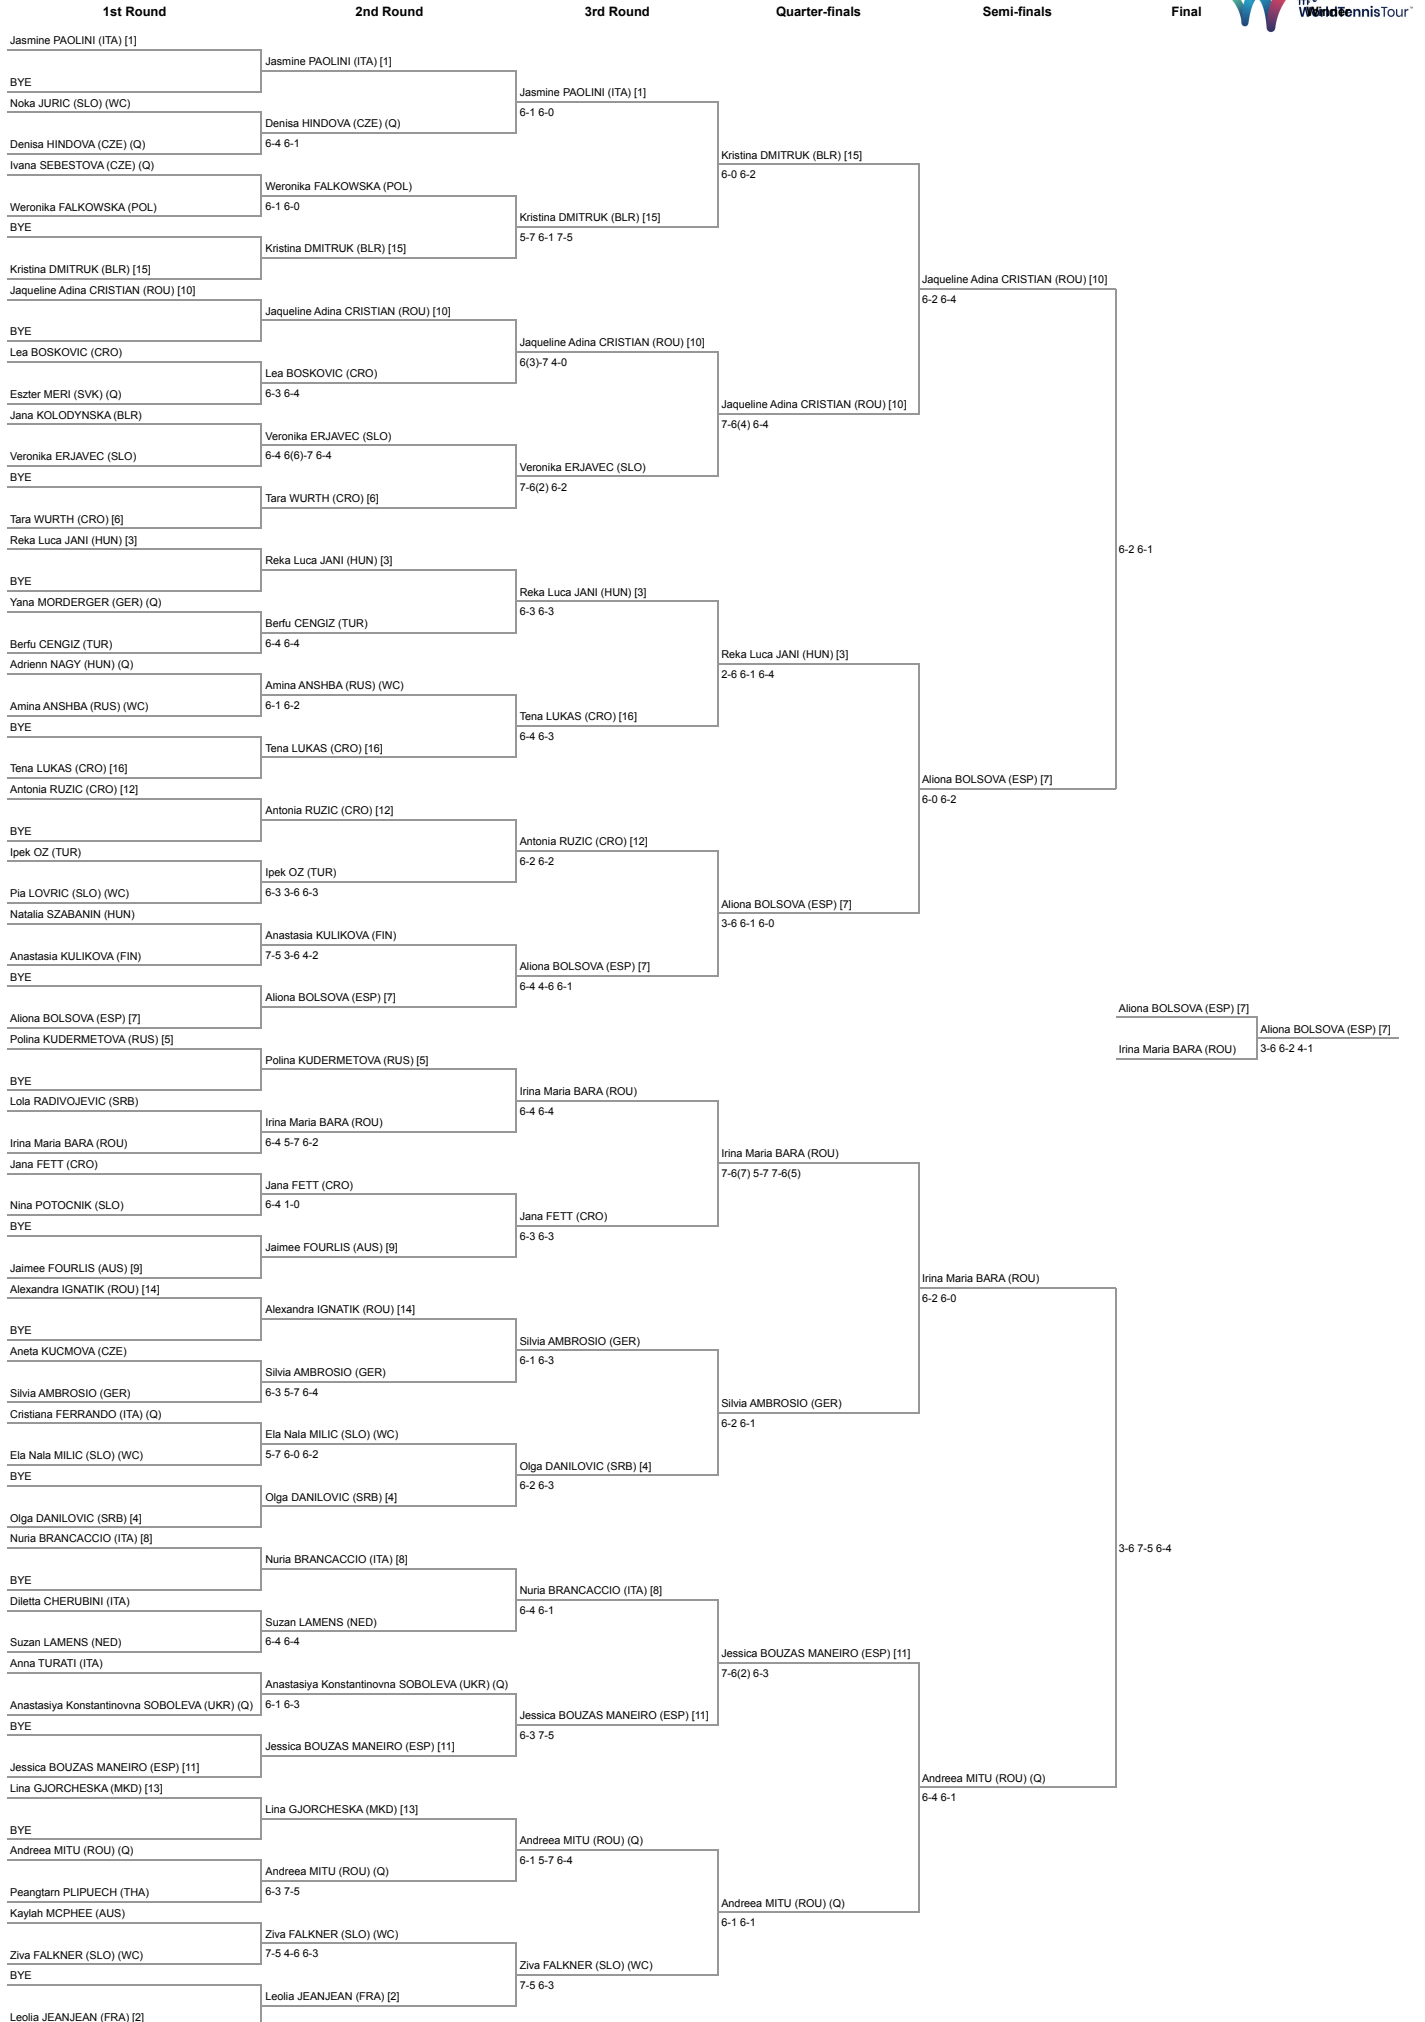 1st Round
2nd Round
3rd Round
Quarter-finals
Semi-finals
Final
Winner
World Tennis Tour
Jasmine PAOLINI (ITA) [1]
BYE
Noka JURIC (SLO) (WC)
Denisa HINDOVA (CZE) (Q)
Ivana SEBESTOVA (CZE) (Q)
Weronika FALKOWSKA (POL)
BYE
Kristina DMITRUK (BLR) [15]
Jaqueline Adina CRISTIAN (ROU) [10]
BYE
Lea BOSKOVIC (CRO)
Eszter MERI (SVK) (Q)
Jana KOLODYNSKA (BLR)
Veronika ERJAVEC (SLO)
BYE
Tara WURTH (CRO) [6]
Reka Luca JANI (HUN) [3]
BYE
Yana MORDERGER (GER) (Q)
Berfu CENGIZ (TUR)
Adrienn NAGY (HUN) (Q)
Amina ANSHBA (RUS) (WC)
BYE
Tena LUKAS (CRO) [16]
Antonia RUZIC (CRO) [12]
BYE
Ipek OZ (TUR)
Pia LOVRIC (SLO) (WC)
Natalia SZABANIN (HUN)
Anastasia KULIKOVA (FIN)
BYE
Aliona BOLSOVA (ESP) [7]
Polina KUDERMETOVA (RUS) [5]
BYE
Lola RADIVOJEVIC (SRB)
Irina Maria BARA (ROU)
Jana FETT (CRO)
Nina POTOCNIK (SLO)
BYE
Jaimee FOURLIS (AUS) [9]
Alexandra IGNATIK (ROU) [14]
BYE
Aneta KUCMOVA (CZE)
Silvia AMBROSIO (GER)
Cristiana FERRANDO (ITA) (Q)
Ela Nala MILIC (SLO) (WC)
BYE
Olga DANILOVIC (SRB) [4]
Nuria BRANCACCIO (ITA) [8]
BYE
Diletta CHERUBINI (ITA)
Suzan LAMENS (NED)
Anna TURATI (ITA)
Anastasiya Konstantinovna SOBOLEVA (UKR) (Q)
BYE
Jessica BOUZAS MANEIRO (ESP) [11]
Lina GJORCHESKA (MKD) [13]
BYE
Andreea MITU (ROU) (Q)
Peangtarn PLIPUECH (THA)
Kaylah MCPHEE (AUS)
Ziva FALKNER (SLO) (WC)
BYE
Leolia JEANJEAN (FRA) [2]
Jasmine PAOLINI (ITA) [1]
Denisa HINDOVA (CZE) (Q)
6-4 6-1
Weronika FALKOWSKA (POL)
6-1 6-0
Kristina DMITRUK (BLR) [15]
Jaqueline Adina CRISTIAN (ROU) [10]
Lea BOSKOVIC (CRO)
6-3 6-4
Veronika ERJAVEC (SLO)
6-4 6(6)-7 6-4
Tara WURTH (CRO) [6]
Reka Luca JANI (HUN) [3]
Berfu CENGIZ (TUR)
6-4 6-4
Amina ANSHBA (RUS) (WC)
6-1 6-2
Tena LUKAS (CRO) [16]
Antonia RUZIC (CRO) [12]
Ipek OZ (TUR)
6-3 3-6 6-3
Anastasia KULIKOVA (FIN)
7-5 3-6 4-2
Aliona BOLSOVA (ESP) [7]
Polina KUDERMETOVA (RUS) [5]
Irina Maria BARA (ROU)
6-4 5-7 6-2
Jana FETT (CRO)
6-4 1-0
Jaimee FOURLIS (AUS) [9]
Alexandra IGNATIK (ROU) [14]
Silvia AMBROSIO (GER)
6-3 5-7 6-4
Ela Nala MILIC (SLO) (WC)
5-7 6-0 6-2
Olga DANILOVIC (SRB) [4]
Nuria BRANCACCIO (ITA) [8]
Suzan LAMENS (NED)
6-4 6-4
Anastasiya Konstantinovna SOBOLEVA (UKR) (Q)
6-1 6-3
Jessica BOUZAS MANEIRO (ESP) [11]
Lina GJORCHESKA (MKD) [13]
Andreea MITU (ROU) (Q)
6-3 7-5
Ziva FALKNER (SLO) (WC)
7-5 4-6 6-3
Leolia JEANJEAN (FRA) [2]
Jasmine PAOLINI (ITA) [1]
6-1 6-0
Kristina DMITRUK (BLR) [15]
5-7 6-1 7-5
Jaqueline Adina CRISTIAN (ROU) [10]
6(3)-7 4-0
Veronika ERJAVEC (SLO)
7-6(2) 6-2
Reka Luca JANI (HUN) [3]
6-3 6-3
Tena LUKAS (CRO) [16]
6-4 6-3
Antonia RUZIC (CRO) [12]
6-2 6-2
Aliona BOLSOVA (ESP) [7]
6-4 4-6 6-1
Irina Maria BARA (ROU)
6-4 6-4
Jana FETT (CRO)
6-3 6-3
Silvia AMBROSIO (GER)
6-1 6-3
Olga DANILOVIC (SRB) [4]
6-2 6-3
Nuria BRANCACCIO (ITA) [8]
6-4 6-1
Jessica BOUZAS MANEIRO (ESP) [11]
6-3 7-5
Andreea MITU (ROU) (Q)
6-1 5-7 6-4
Ziva FALKNER (SLO) (WC)
7-5 6-3
Kristina DMITRUK (BLR) [15]
6-0 6-2
Jaqueline Adina CRISTIAN (ROU) [10]
7-6(4) 6-4
Reka Luca JANI (HUN) [3]
2-6 6-1 6-4
Aliona BOLSOVA (ESP) [7]
3-6 6-1 6-0
Irina Maria BARA (ROU)
7-6(7) 5-7 7-6(5)
Silvia AMBROSIO (GER)
6-2 6-1
Jessica BOUZAS MANEIRO (ESP) [11]
7-6(2) 6-3
Andreea MITU (ROU) (Q)
6-1 6-1
Jaqueline Adina CRISTIAN (ROU) [10]
6-2 6-4
Aliona BOLSOVA (ESP) [7]
6-0 6-2
Irina Maria BARA (ROU)
6-2 6-0
Andreea MITU (ROU) (Q)
6-4 6-1
6-2 6-1
Aliona BOLSOVA (ESP) [7]
Irina Maria BARA (ROU)
3-6 7-5 6-4
Aliona BOLSOVA (ESP) [7]
3-6 6-2 4-1